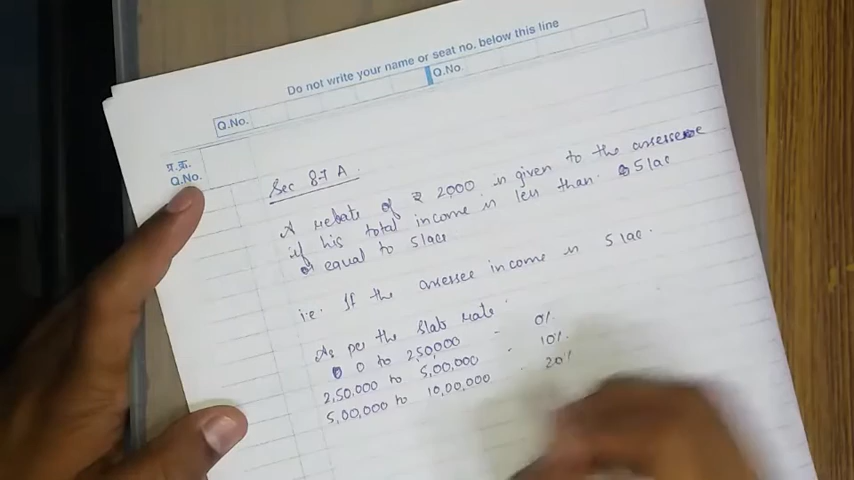 Do not write your name or seat no. below this line
Q.No. Q.No.
प्र.क्र.
Q.No.
Sec 87 A.
A rebate of ₹ 2000 is given to the assessee
if his total income is less than 5 lac
or equal to 5 lac
i.e. If the assessee income is 5 lac.
As per the slab rate.
0 to 2,50,000 - 0%
2,50,000 to 5,00,000 - 10%
5,00,000 to 10,00,000 - 20%